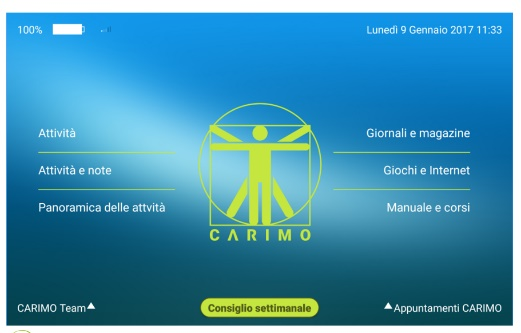 100%
Lunedì 9 Gennaio 2017 11:33
Attività
Giornali e magazine
Attività e note
Giochi e Internet
Panoramica delle attvità
Manuale e corsi
CARIMO
CARIMO Team
Consiglio settimanale
Appuntamenti CARIMO